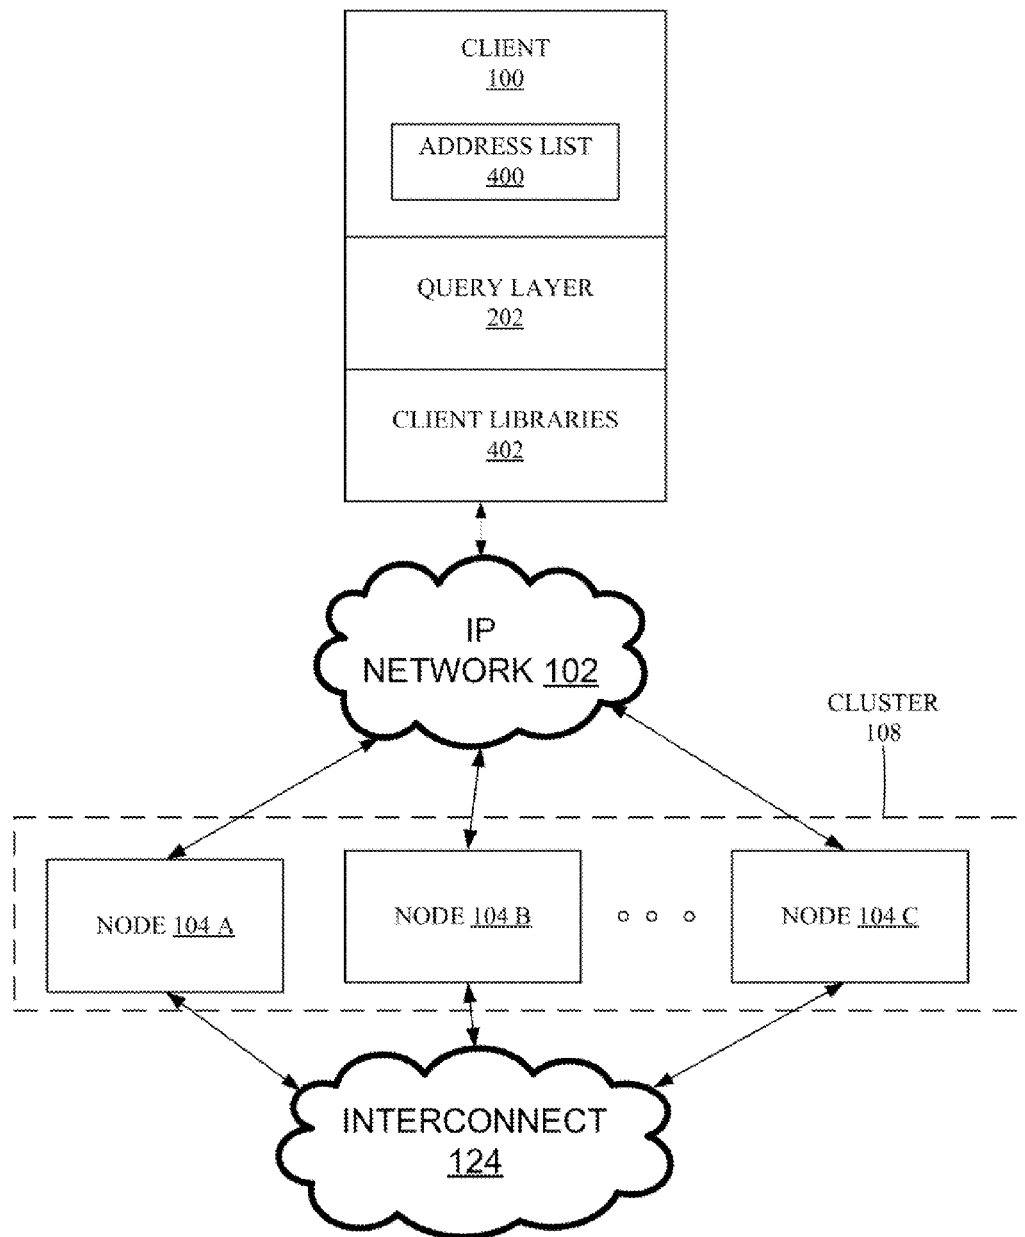 CLIENT
100
ADDRESS LIST
400
QUERY LAYER
202
CLIENT LIBRARIES
402
IP
NETWORK 102
CLUSTER
108
NODE 104 A
NODE 104 B
NODE 104 C
INTERCONNECT
124